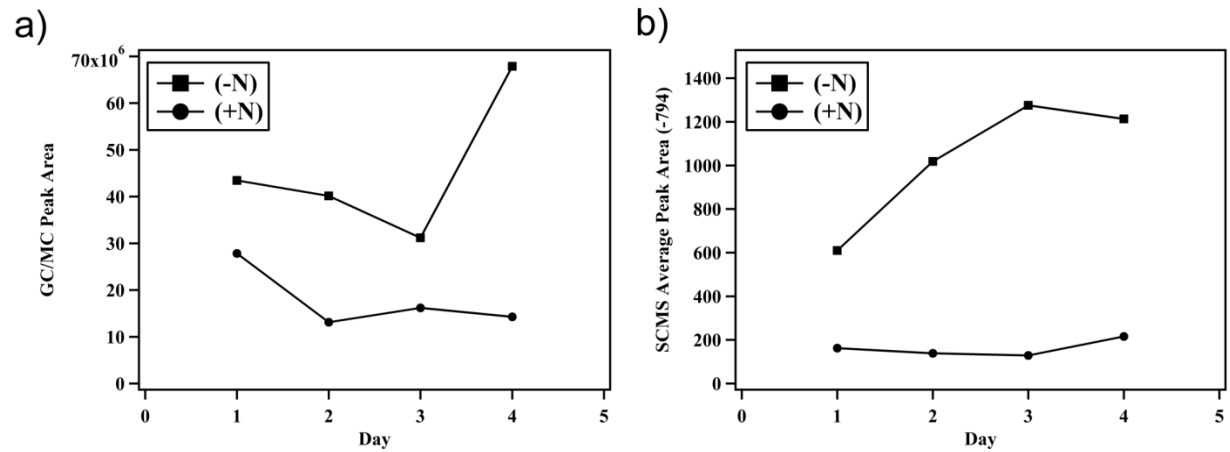 a)
70x10⁶
60
50
40
30
20
10
0
GC/MC Peak Area
(-N)
(+N)
0 1 2 3 4 5
Day
b)
1400
1200
1000
800
600
400
200
0
SCMS Average Peak Area (-794)
(-N)
(+N)
0 1 2 3 4 5
Day